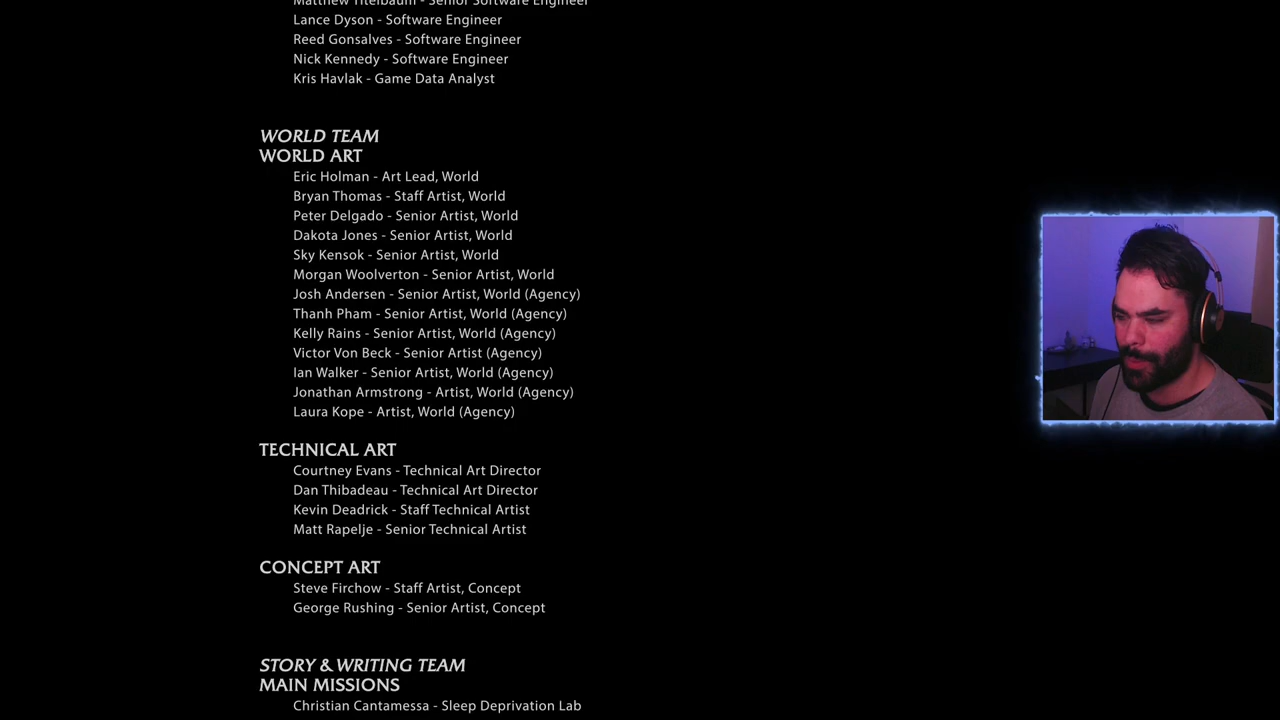 Matthew Titelbaum - Senior Software Engineer
Lance Dyson - Software Engineer
Reed Gonsalves - Software Engineer
Nick Kennedy - Software Engineer
Kris Havlak - Game Data Analyst
WORLD TEAM
WORLD ART
Eric Holman - Art Lead, World
Bryan Thomas - Staff Artist, World
Peter Delgado - Senior Artist, World
Dakota Jones - Senior Artist, World
Sky Kensok - Senior Artist, World
Morgan Woolverton - Senior Artist, World
Josh Andersen - Senior Artist, World (Agency)
Thanh Pham - Senior Artist, World (Agency)
Kelly Rains - Senior Artist, World (Agency)
Victor Von Beck - Senior Artist (Agency)
Ian Walker - Senior Artist, World (Agency)
Jonathan Armstrong - Artist, World (Agency)
Laura Kope - Artist, World (Agency)
TECHNICAL ART
Courtney Evans - Technical Art Director
Dan Thibadeau - Technical Art Director
Kevin Deadrick - Staff Technical Artist
Matt Rapelje - Senior Technical Artist
CONCEPT ART
Steve Firchow - Staff Artist, Concept
George Rushing - Senior Artist, Concept
STORY & WRITING TEAM
MAIN MISSIONS
Christian Cantamessa - Sleep Deprivation Lab